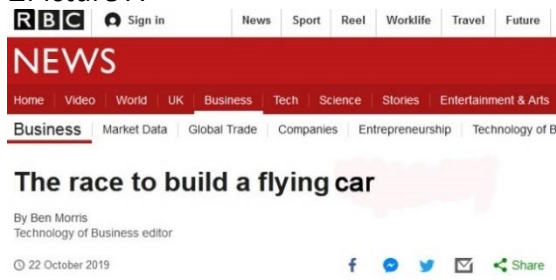 RBC Sign in News Sport Reel Worklife Travel Future
NEWS
Home Video World UK Business Tech Science Stories Entertainment & Arts
Business Market Data Global Trade Companies Entrepreneurship Technology of B
The race to build a flying car
By Ben Morris
Technology of Business editor
22 October 2019 Share